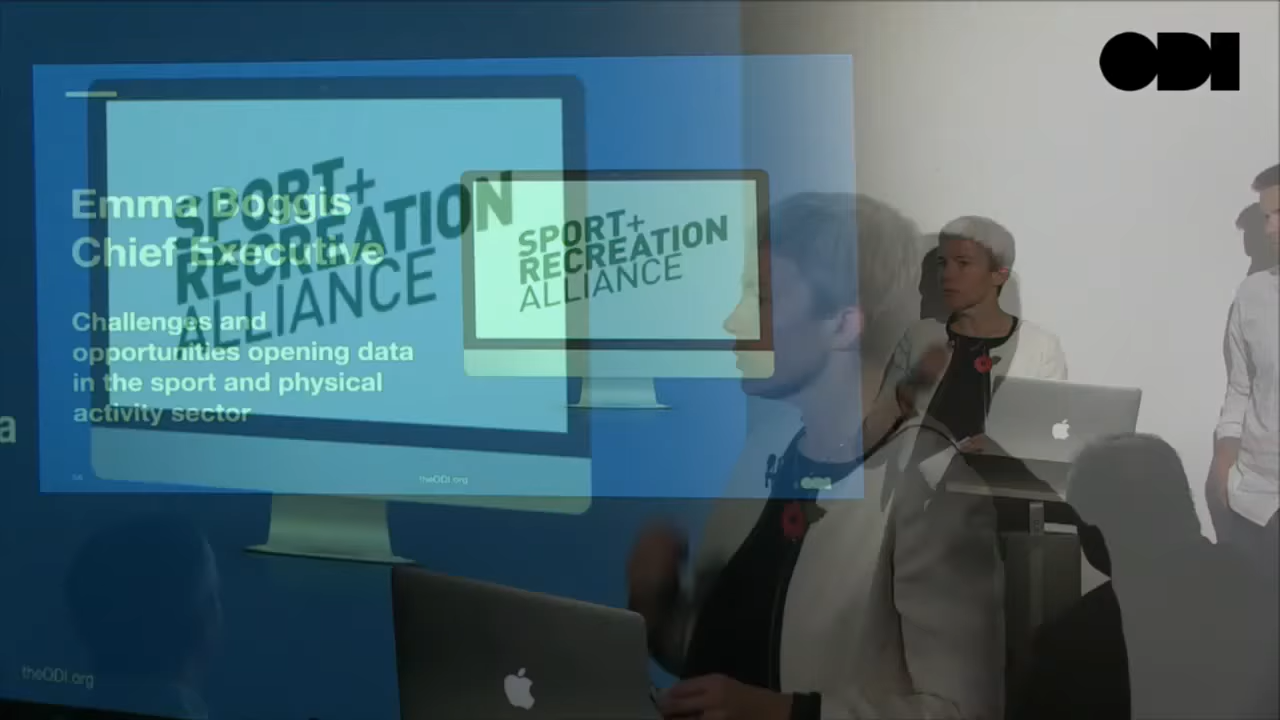 ODI
Emma Boggis
Chief Executive
Challenges and
opportunities opening data
in the sport and physical
activity sector
SPORT+
RECREATION
ALLIANCE
SPORT+
RECREATION
ALLIANCE
theODI.org
ODI
a
theODI.org